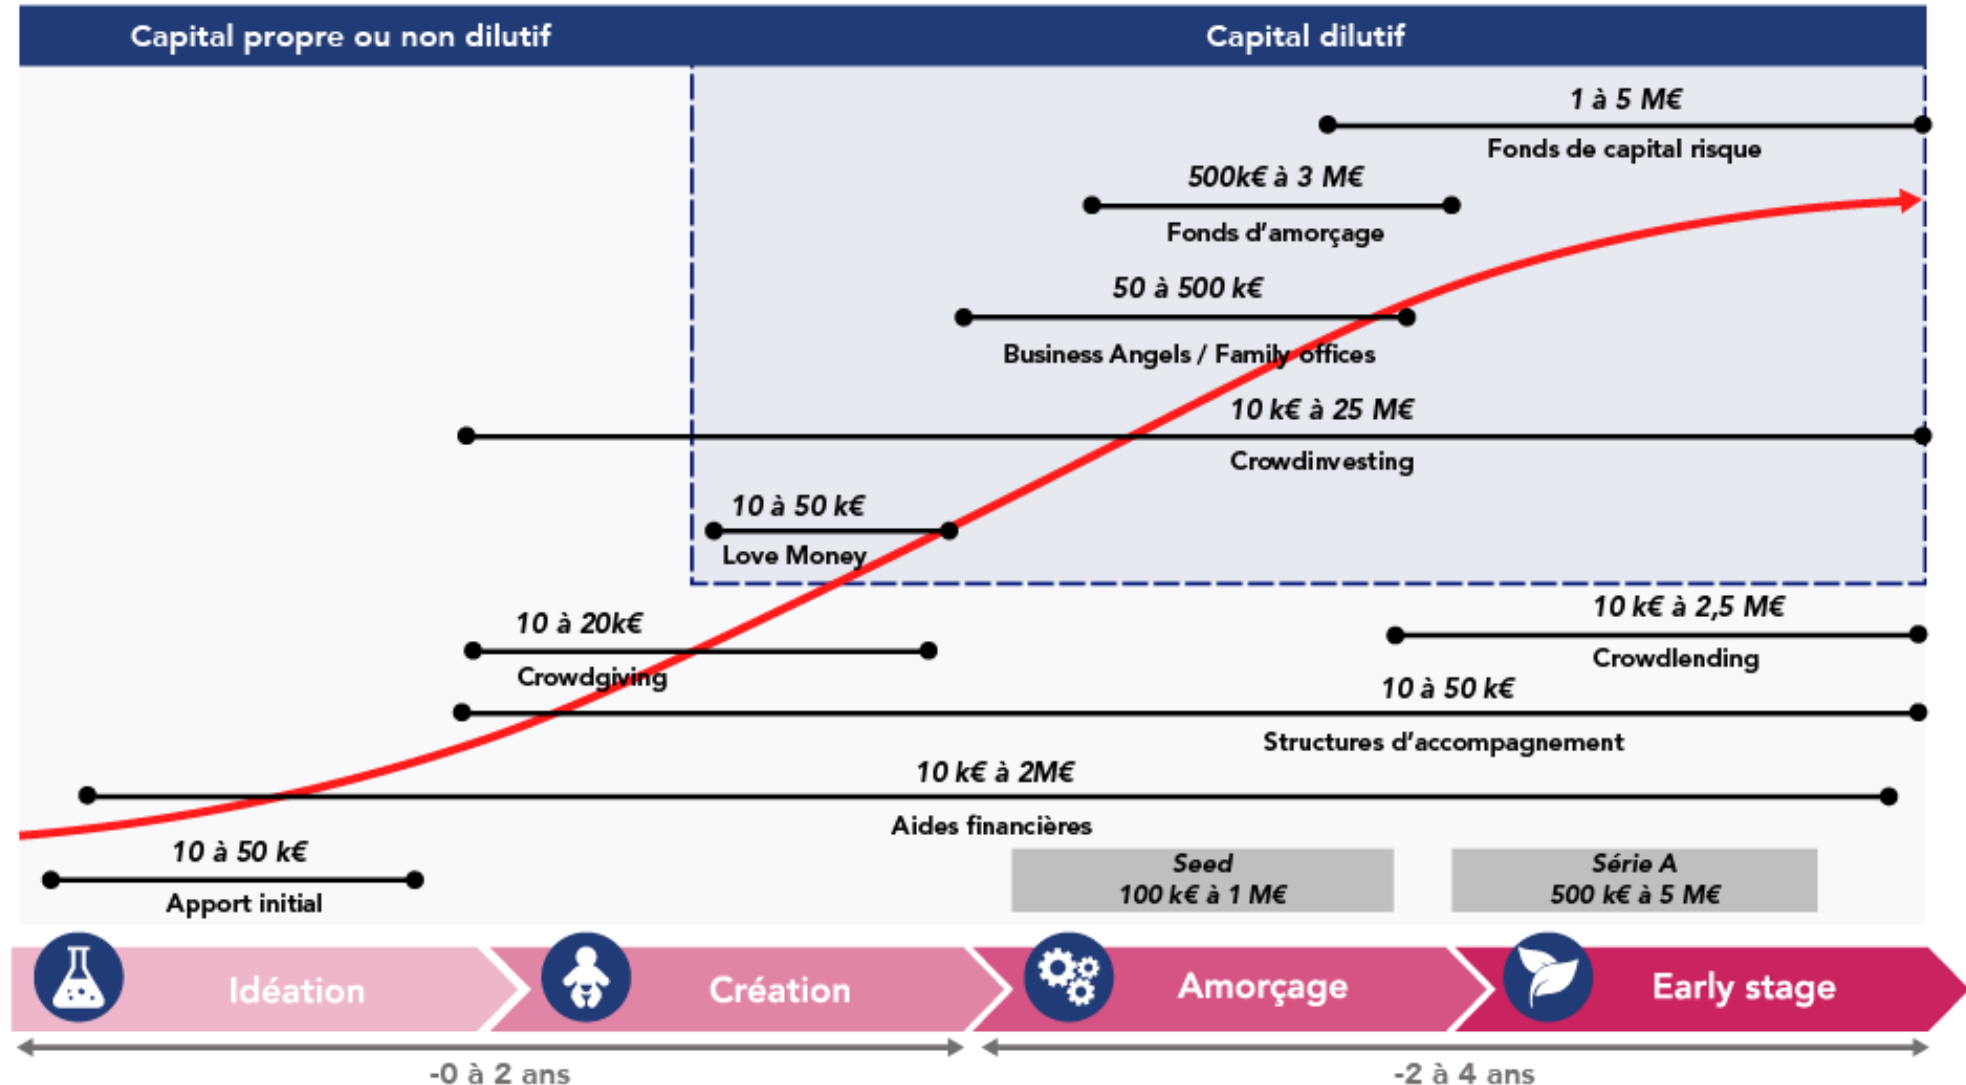 Capital propre ou non dilutif
Capital dilutif
1 à 5 M€
Fonds de capital risque
500k€ à 3 M€
Fonds d'amorçage
50 à 500 k€
Business Angels / Family offices
10 k€ à 25 M€
Crowdinvesting
10 à 50 k€
Love Money
10 à 20k€
Crowdgiving
10 k€ à 2,5 M€
Crowdlending
10 à 50 k€
Structures d'accompagnement
10 k€ à 2M€
Aides financières
10 à 50 k€
Apport initial
Seed
100 k€ à 1 M€
Série A
500 k€ à 5 M€
Idéation
Création
Amorçage
Early stage
-0 à 2 ans
-2 à 4 ans